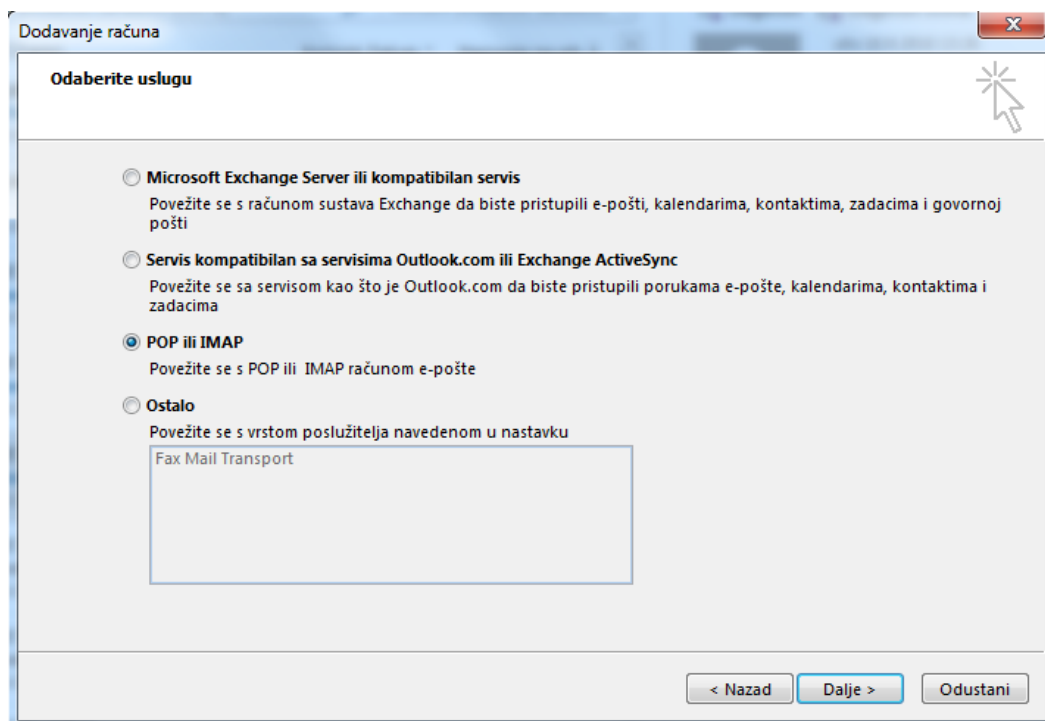 Dodavanje računa
Odaberite uslugu
Microsoft Exchange Server ili kompatibilan servis
Povežite se s računom sustava Exchange da biste pristupili e-pošti, kalendarima, kontaktima, zadacima i govornoj
pošti
Servis kompatibilan sa servisima Outlook.com ili Exchange ActiveSync
Povežite se sa servisom kao što je Outlook.com da biste pristupili porukama e-pošte, kalendarima, kontaktima i
zadacima
POP ili IMAP
Povežite se s POP ili  IMAP računom e-pošte
Ostalo
Povežite se s vrstom poslužitelja navedenom u nastavku
Fax Mail Transport
< Nazad
Dalje >
Odustani